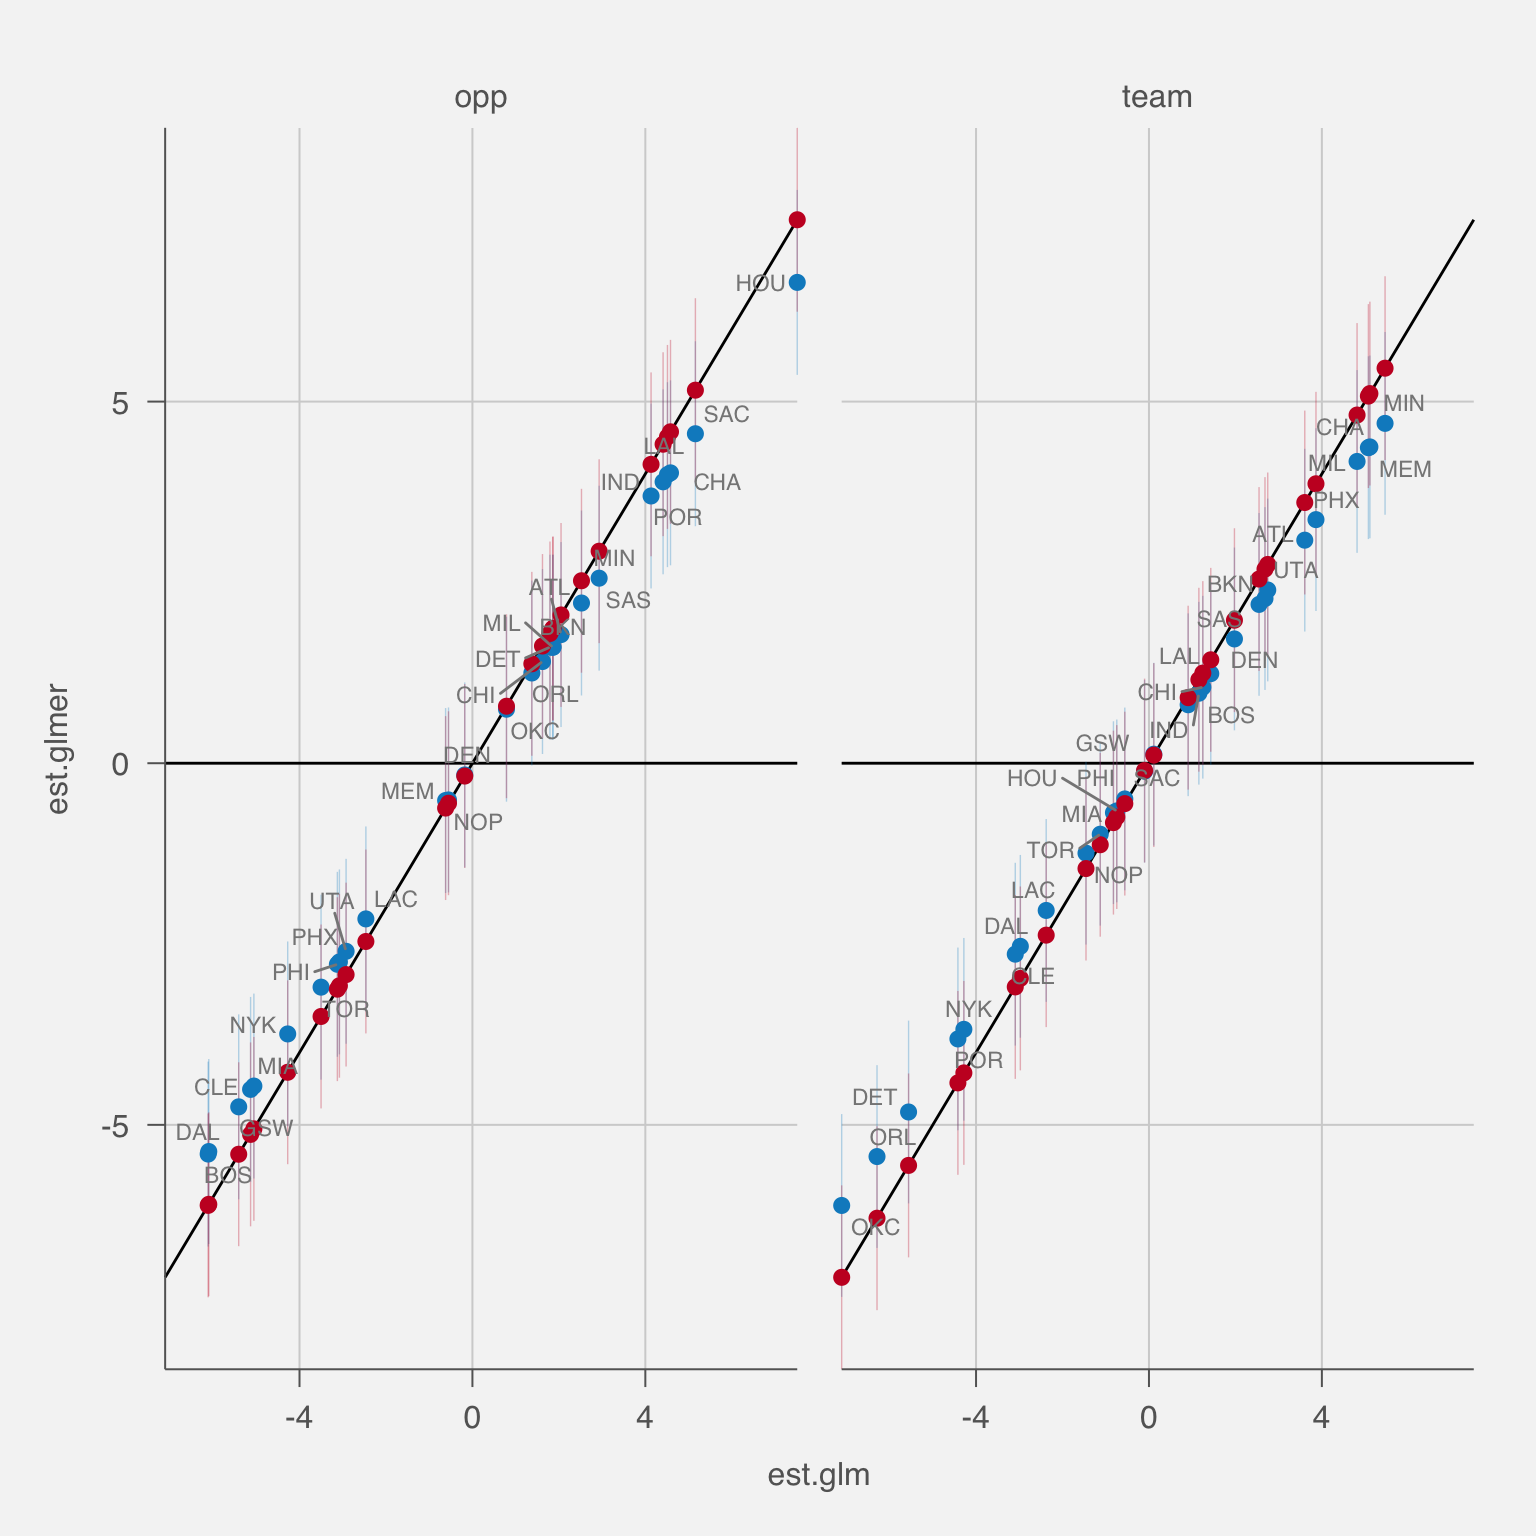 opp
team
HOU
SAC
LAL
IND
CHA
POR
MIN
ATL
SAS
MIL
BKN
DET
CHI
ORL
OKC
DEN
MEM
NOP
UTA
LAC
PHX
PHI
TOR
NYK
MIA
CLE
GSW
DAL
BOS
MIN
CHA
MIL
MEM
PHX
ATL
UTA
BKN
SAS
LAL
DEN
CHI
BOS
IND
GSW
HOU
PHI
SAC
MIA
TOR
NOP
LAC
DAL
CLE
NYK
POR
DET
ORL
OKC
5
0
-5
est.glmer
-4 0 4
-4 0 4
est.glm